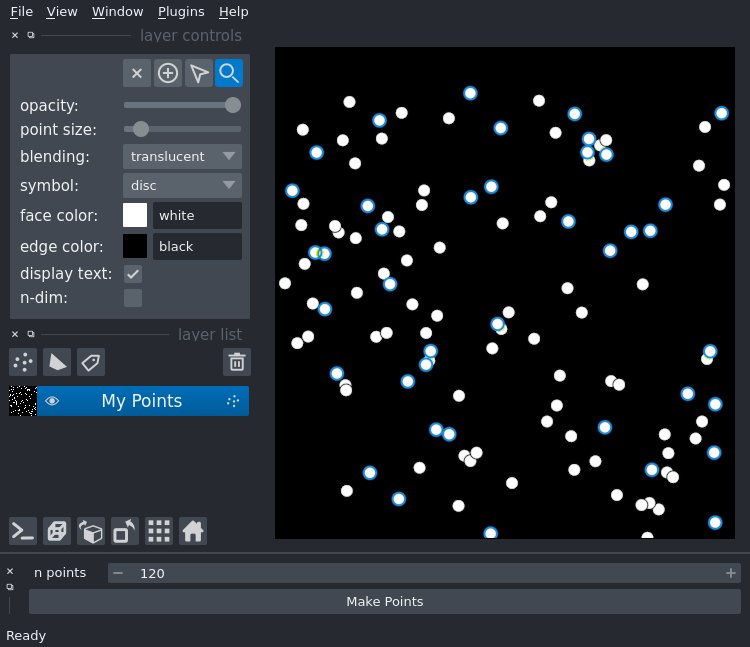 File View Window Plugins Help
layer controls
opacity:
point size:
blending: translucent
symbol: disc
face color: white
edge color: black
display text:
n-dim:
layer list
My Points
n points 120
Make Points
Ready